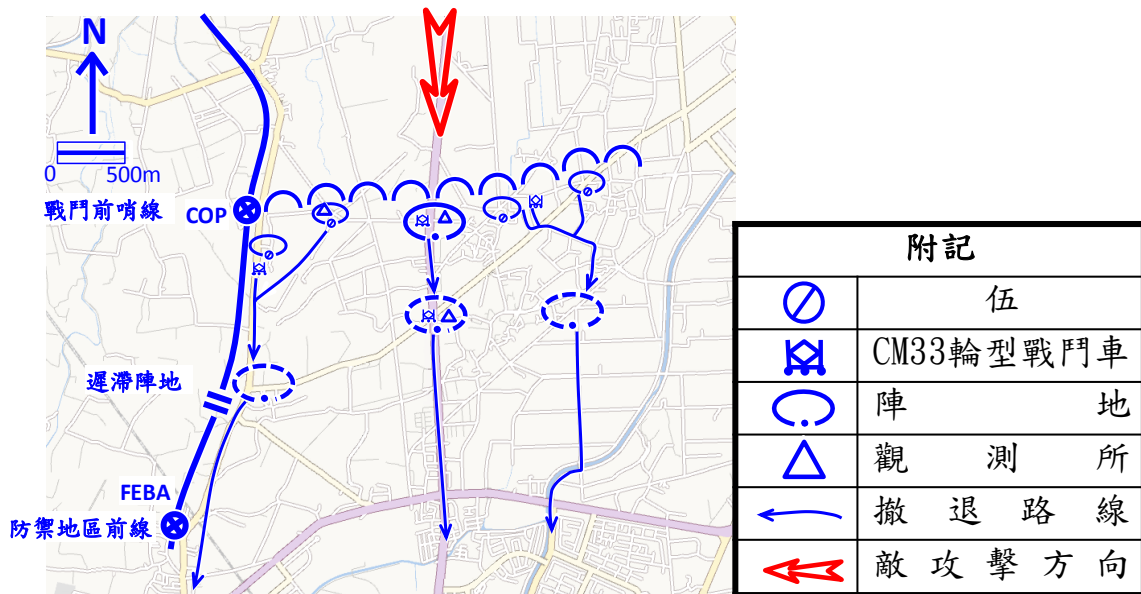 N
0 500m
戰鬥前哨線
COP
遲滯陣地
FEBA
防禦地區前線
附記
伍
CM33輪型戰鬥車
陣地
觀測所
撤退路線
敵攻擊方向